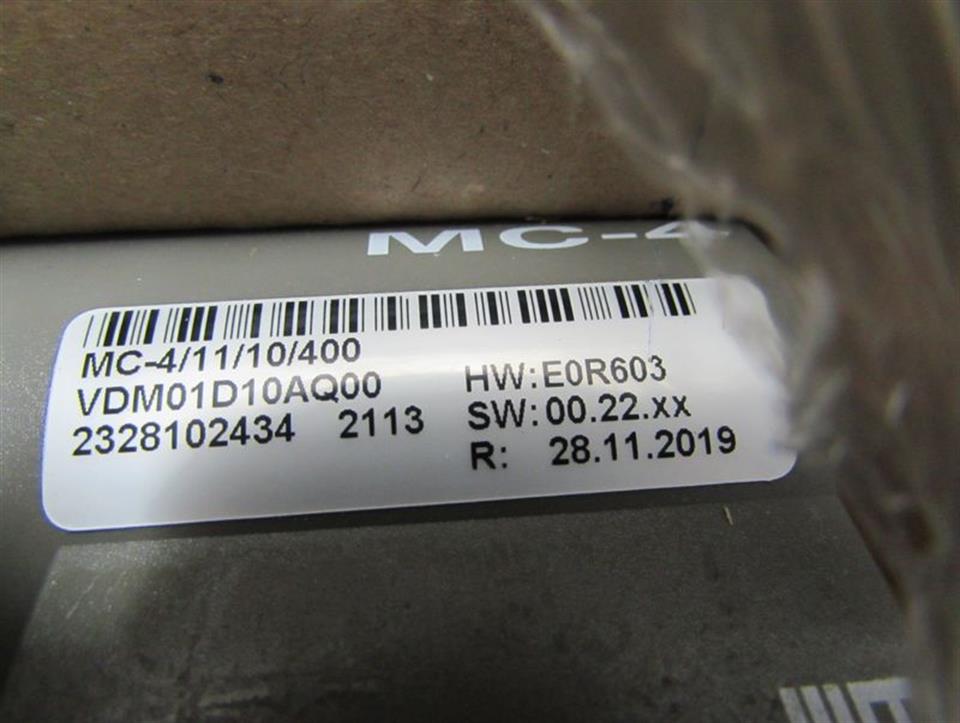 MC-4
MC-4/11/10/400
VDM01D10AQ00
2328102434 2113
HW:E0R603
SW:00.22.xx
R: 28.11.2019